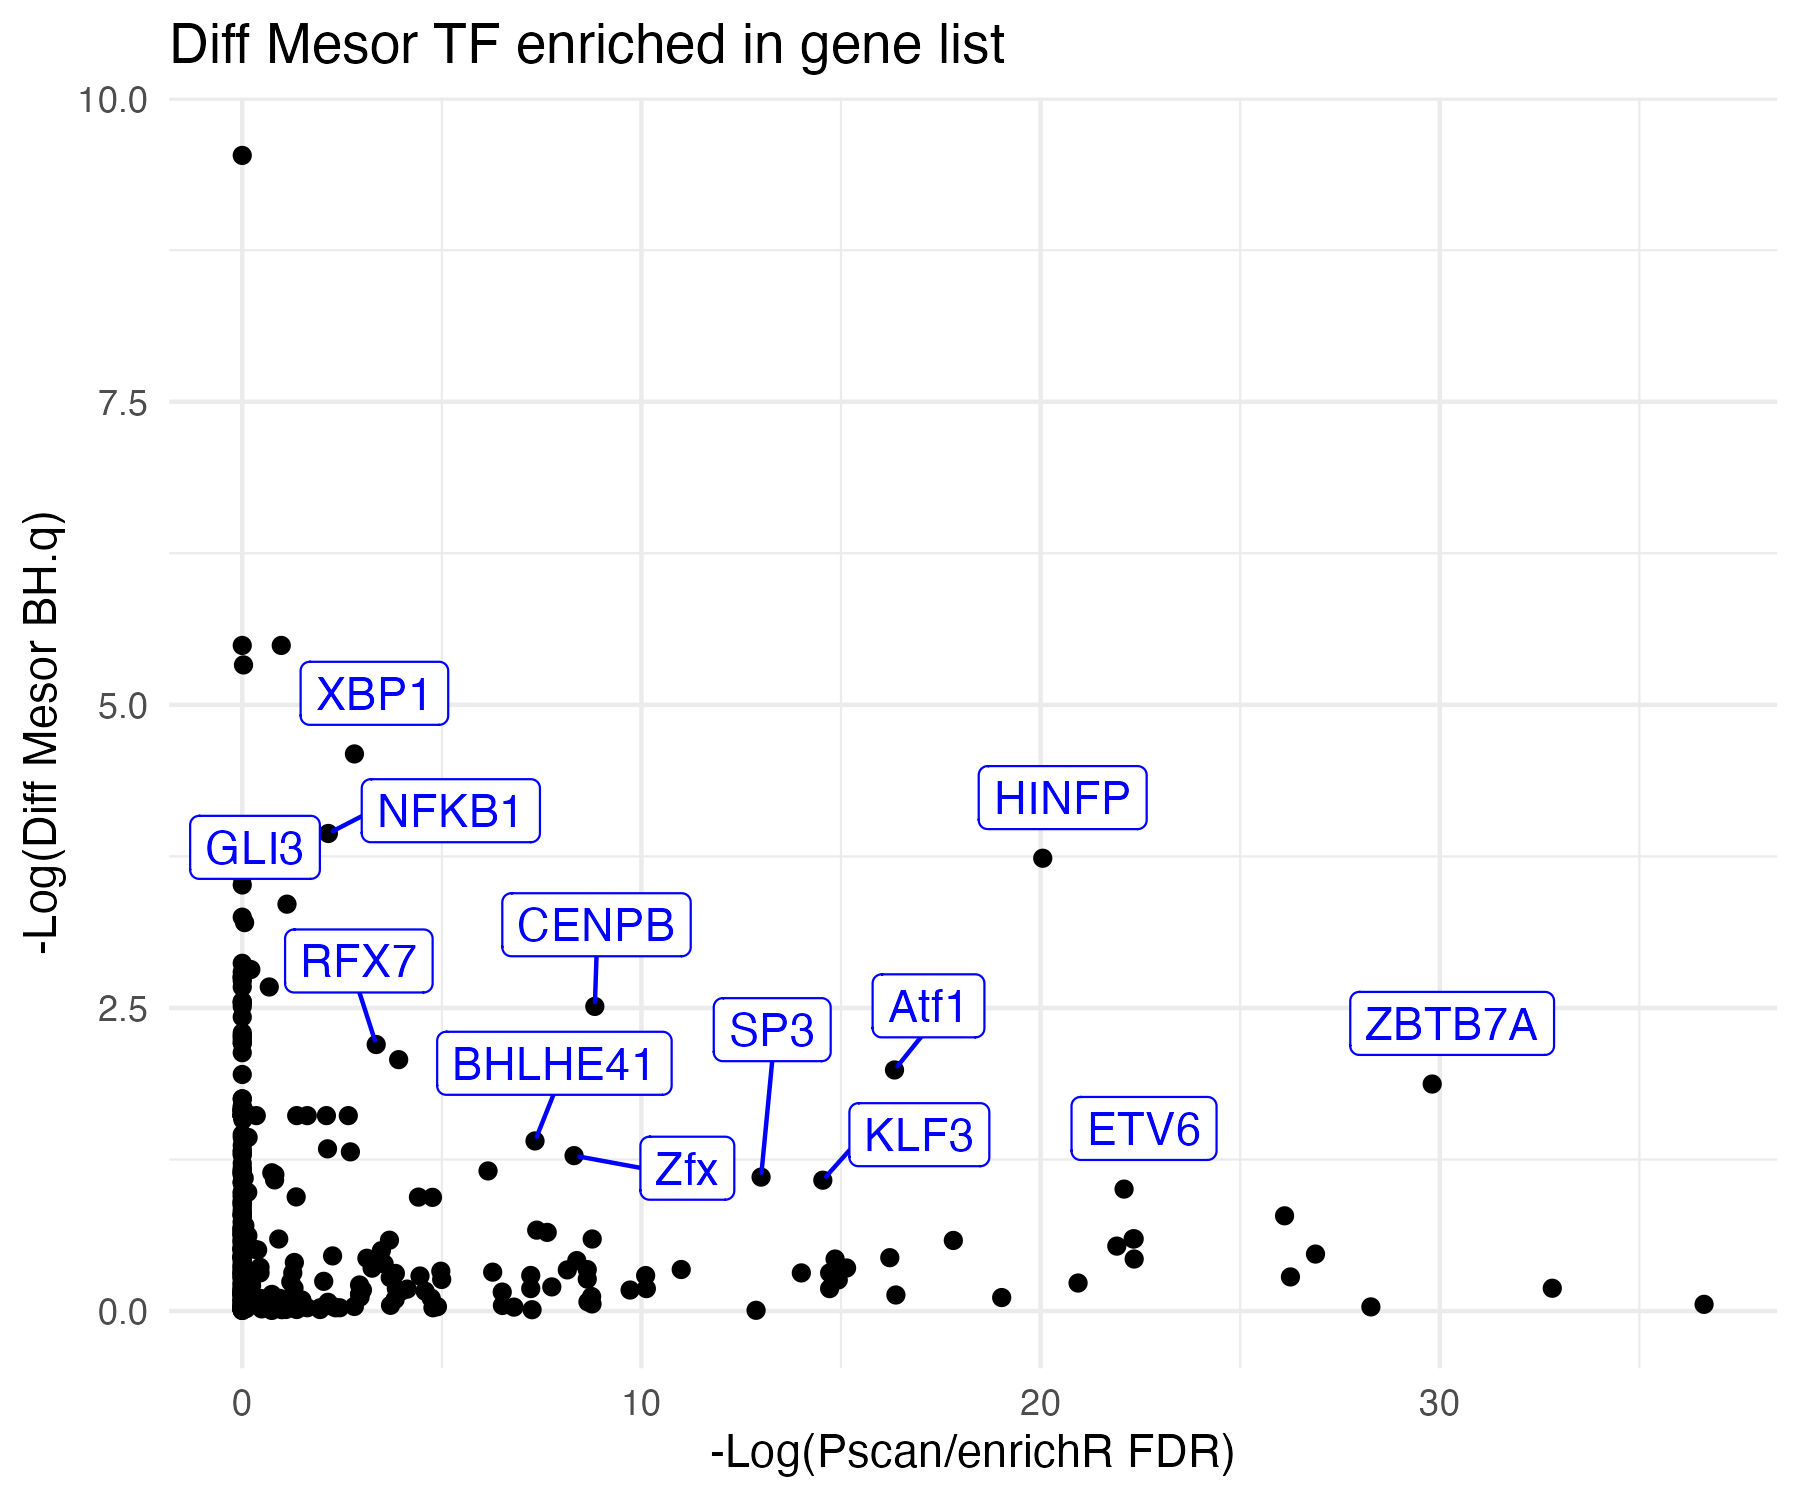 Diff Mesor TF enriched in gene list
10.0
7.5
5.0
2.5
0.0
-Log(Diff Mesor BH.q)
XBP1
NFKB1
HINFP
GLI3
CENPB
RFX7
Atf1
SP3
ZBTB7A
BHLHE41
ETV6
KLF3
Zfx
0
10
20
30
-Log(Pscan/enrichR FDR)